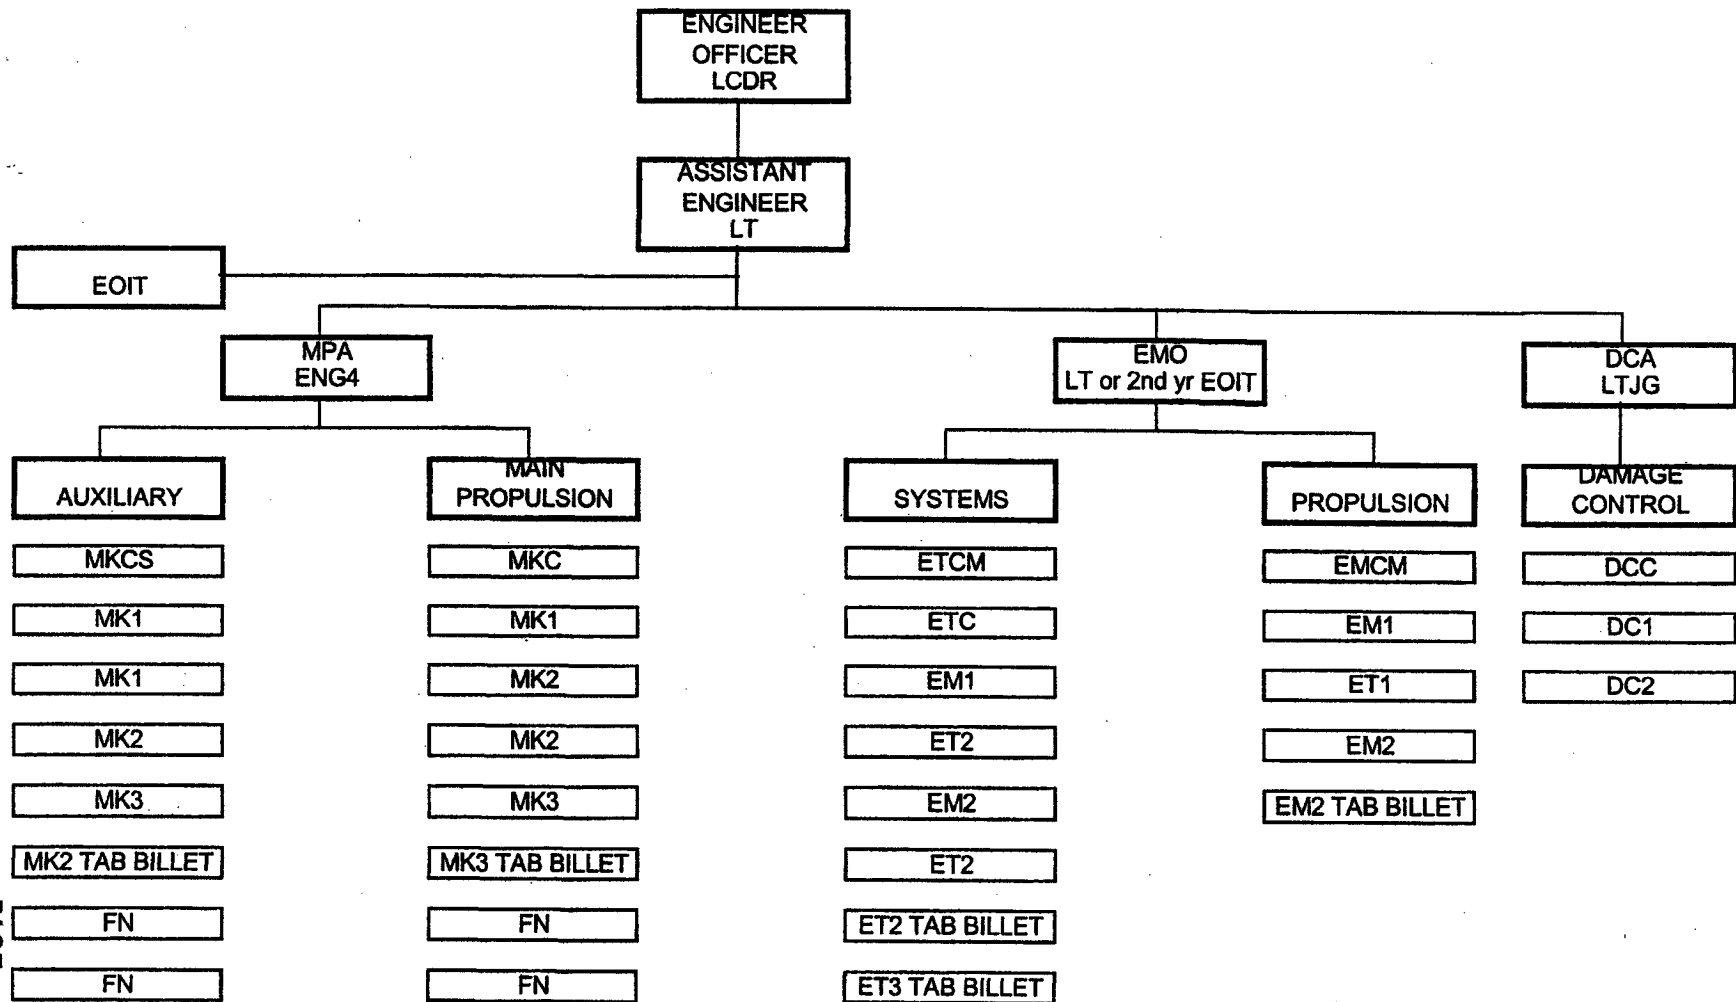 ENGINEER
OFFICER
LCDR
ASSISTANT
ENGINEER
LT
EOIT
MPA
ENG4
EMO
LT or 2nd yr EOIT
DCA
LTJG
AUXILIARY
MKCS
MK1
MK1
MK2
MK3
MK2 TAB BILLET
FN
FN
MAIN
PROPULSION
MKC
MK1
MK2
MK2
MK3
MK3 TAB BILLET
FN
FN
SYSTEMS
ETCM
ETC
EM1
ET2
EM2
ET2
ET2 TAB BILLET
ET3 TAB BILLET
PROPULSION
EMCM
EM1
ET1
EM2
EM2 TAB BILLET
DAMAGE
CONTROL
DCC
DC1
DC2